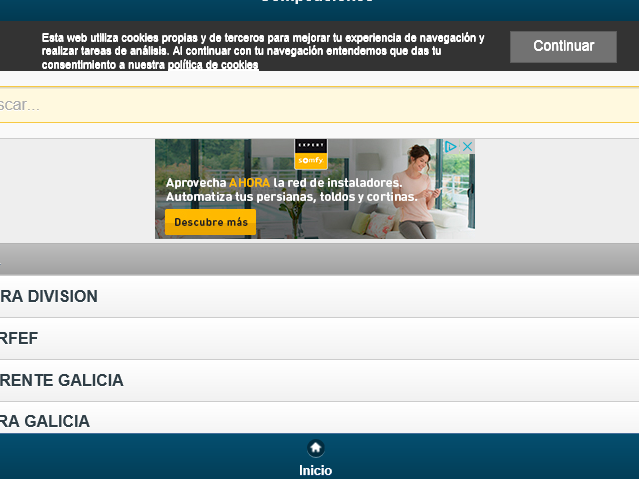 Esta web utiliza cookies propias y de terceros para mejorar tu experiencia de navegación y
realizar tareas de análisis. Al continuar con tu navegación entendemos que das tu
consentimiento a nuestra política de cookies
Continuar
scar...
EXPERT
somfy
Aprovecha AHORA la red de instaladores.
Automatiza tus persianas, toldos y cortinas.
Descubre más
RA DIVISION
RFEF
RENTE GALICIA
RA GALICIA
Inicio